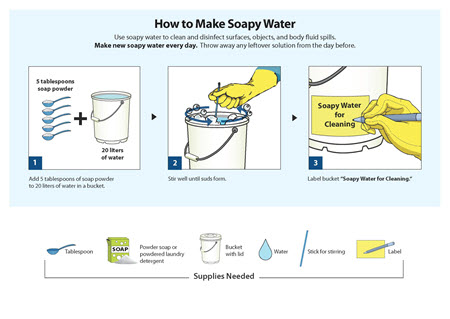 How to Make Soapy Water
Use soapy water to clean and disinfect surfaces, objects, and body fluid spills.
Make new soapy water every day. Throw away any leftover solution from the day before.
5 tablespoons
soap powder
20 liters
of water
1
Add 5 tablespoons of soap powder
to 20 liters of water in a bucket.
2
Stir well until suds form.
Soapy Water
for
Cleaning
3
Label bucket "Soapy Water for Cleaning."
Tablespoon
SOAP
Powder soap or
powdered laundry
detergent
Bucket
with lid
Water
Stick for stirring
Label
Supplies Needed